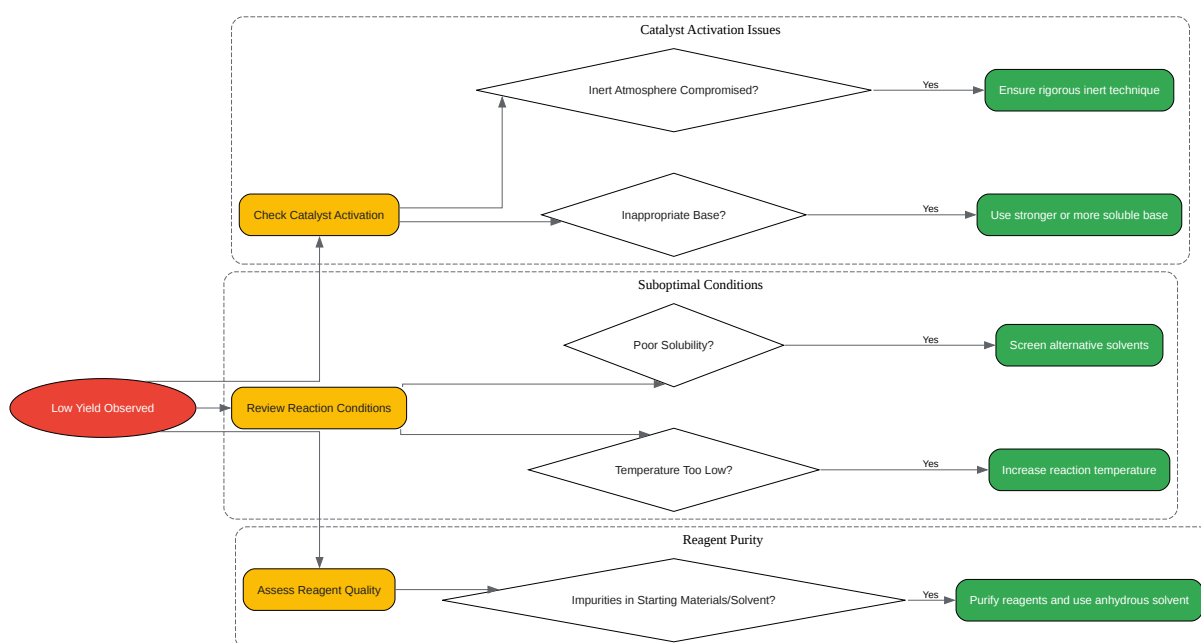 Catalyst Activation Issues
Inert Atmosphere Compromised?
Yes
Ensure rigorous inert technique
Check Catalyst Activation
Inappropriate Base?
Yes
Use stronger or more soluble base
Suboptimal Conditions
Poor Solubility?
Yes
Screen alternative solvents
Low Yield Observed
Review Reaction Conditions
Temperature Too Low?
Yes
Increase reaction temperature
Reagent Purity
Assess Reagent Quality
Impurities in Starting Materials/Solvent?
Yes
Purify reagents and use anhydrous solvent